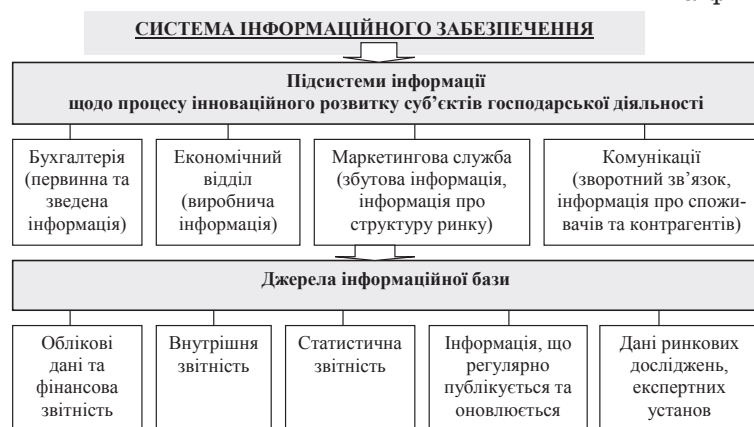 СИСТЕМА ІНФОРМАЦІЙНОГО ЗАБЕЗПЕЧЕННЯ
Підсистеми інформації
щодо процесу інноваційного розвитку суб’єктів господарської діяльності
Бухгалтерія
(первинна та
зведена
інформація)
Економічний
відділ
(виробнича
інформація)
Маркетингова служба
(збутова інформація,
інформація про
структуру ринку)
Комунікації
(зворотний зв’язок,
інформація про спожи-
вачів та контрагентів)
Джерела інформаційної бази
Облікові
дані та
фінансова
звітність
Внутрішня
звітність
Статистична
звітність
Інформація, що
регулярно
публікується та
оновлюється
Дані ринкових
досліджень,
експертних
установ